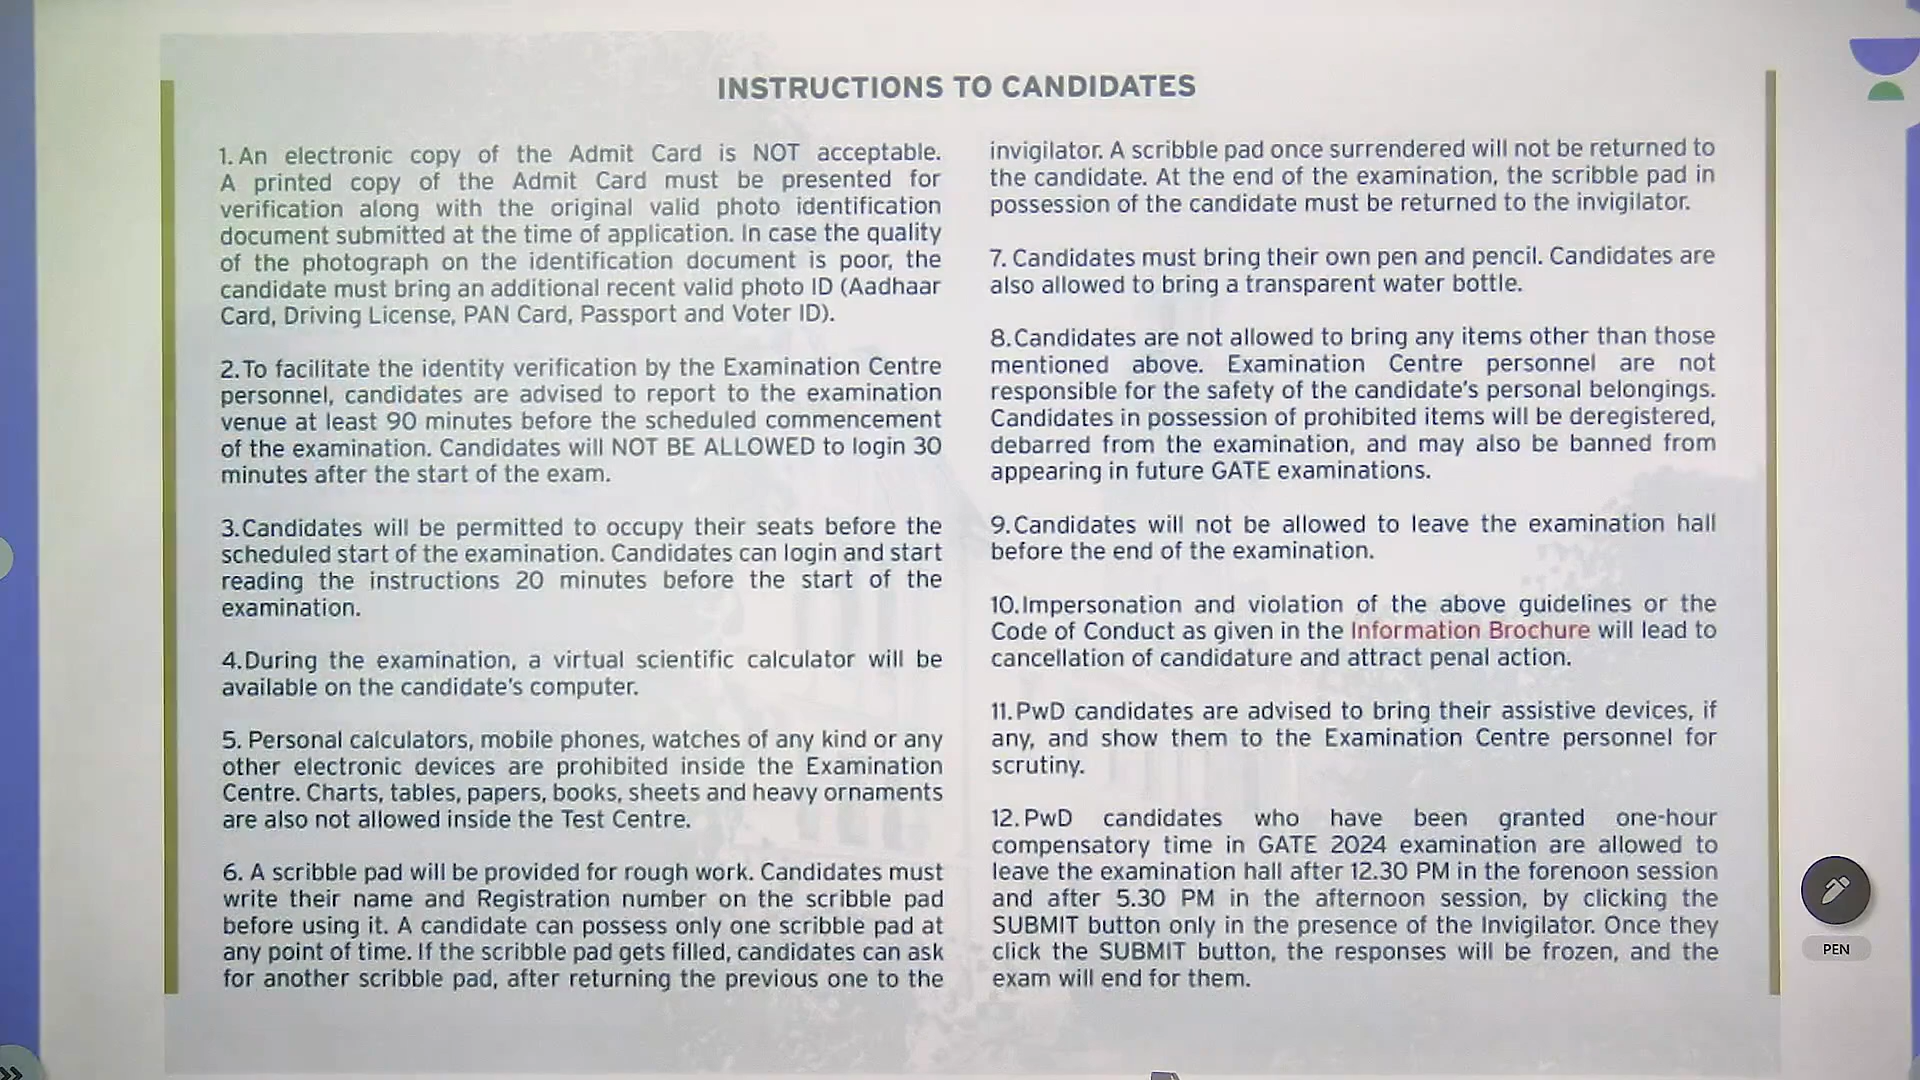 INSTRUCTIONS TO CANDIDATES
1. An electronic copy of the Admit Card is NOT acceptable.
A printed copy of the Admit Card must be presented for
verification along with the original valid photo identification
document submitted at the time of application. In case the quality
of the photograph on the identification document is poor, the
candidate must bring an additional recent valid photo ID (Aadhaar
Card, Driving License, PAN Card, Passport and Voter ID).
2.To facilitate the identity verification by the Examination Centre
personnel, candidates are advised to report to the examination
venue at least 90 minutes before the scheduled commencement
of the examination. Candidates will NOT BE ALLOWED to login 30
minutes after the start of the exam.
3.Candidates will be permitted to occupy their seats before the
scheduled start of the examination. Candidates can login and start
reading the instructions 20 minutes before the start of the
examination.
4.During the examination, a virtual scientific calculator will be
available on the candidate's computer.
5. Personal calculators, mobile phones, watches of any kind or any
other electronic devices are prohibited inside the Examination
Centre. Charts, tables, papers, books, sheets and heavy ornaments
are also not allowed inside the Test Centre.
6. A scribble pad will be provided for rough work. Candidates must
write their name and Registration number on the scribble pad
before using it. A candidate can possess only one scribble pad at
any point of time. If the scribble pad gets filled, candidates can ask
for another scribble pad, after returning the previous one to the
invigilator. A scribble pad once surrendered will not be returned to
the candidate. At the end of the examination, the scribble pad in
possession of the candidate must be returned to the invigilator.
7. Candidates must bring their own pen and pencil. Candidates are
also allowed to bring a transparent water bottle.
8.Candidates are not allowed to bring any items other than those
mentioned above. Examination Centre personnel are not
responsible for the safety of the candidate's personal belongings.
Candidates in possession of prohibited items will be deregistered,
debarred from the examination, and may also be banned from
appearing in future GATE examinations.
9.Candidates will not be allowed to leave the examination hall
before the end of the examination.
10.Impersonation and violation of the above guidelines or the
Code of Conduct as given in the Information Brochure will lead to
cancellation of candidature and attract penal action.
11.PwD candidates are advised to bring their assistive devices, if
any, and show them to the Examination Centre personnel for
scrutiny.
12.PwD candidates who have been granted one-hour
compensatory time in GATE 2024 examination are allowed to
leave the examination hall after 12.30 PM in the forenoon session
and after 5.30 PM in the afternoon session, by clicking the
SUBMIT button only in the presence of the Invigilator. Once they
click the SUBMIT button, the responses will be frozen, and the
exam will end for them.
PEN